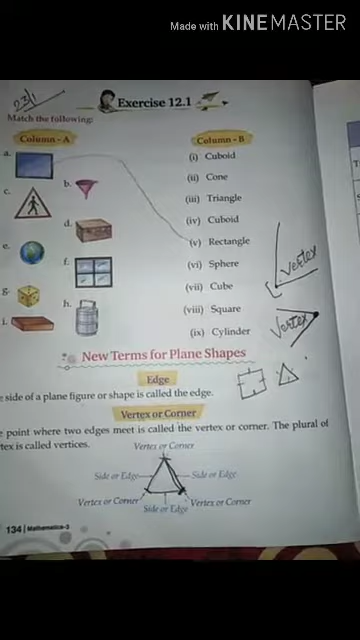 Made with KINEMASTER
23/1
Exercise 12.1
Match the following:
Column - A
Column - B
a.
(i) Cuboid
b.
(ii) Cone
c.
(iii) Triangle
d.
(iv) Cuboid
e.
(v) Rectangle
f.
(vi) Sphere
g.
(vii) Cube
h.
(viii) Square
i.
(ix) Cylinder
Vertex
Vertex
New Terms for Plane Shapes
Edge
side of a plane figure or shape is called the edge.
Vertex or Corner
point where two edges meet is called the vertex or corner. The plural of
tex is called vertices.
Vertex or Corner
Side or Edge
Side or Edge
Vertex or Corner
Vertex or Corner
Side or Edge
134 Mathematics-3